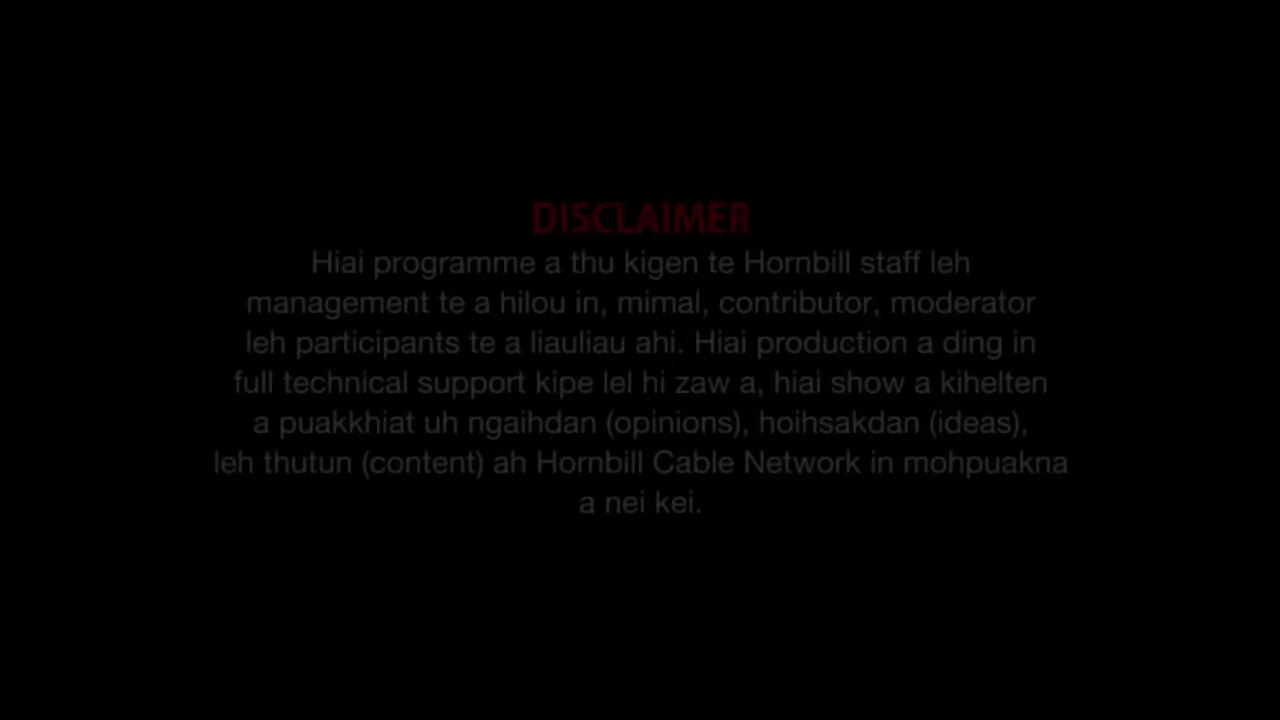 DISCLAIMER
Hiai programme a thu kigen te Hornbill staff leh
management te a hilou in, mimal, contributor, moderator
leh participants te a liauliau ahi. Hiai production a ding in
full technical support kipe lel hi zaw a, hiai show a kihelten
a puakkhiat uh ngaihdan (opinions), hoihsakdan (ideas),
leh thutun (content) ah Hornbill Cable Network in mohpuakna
a nei kei.